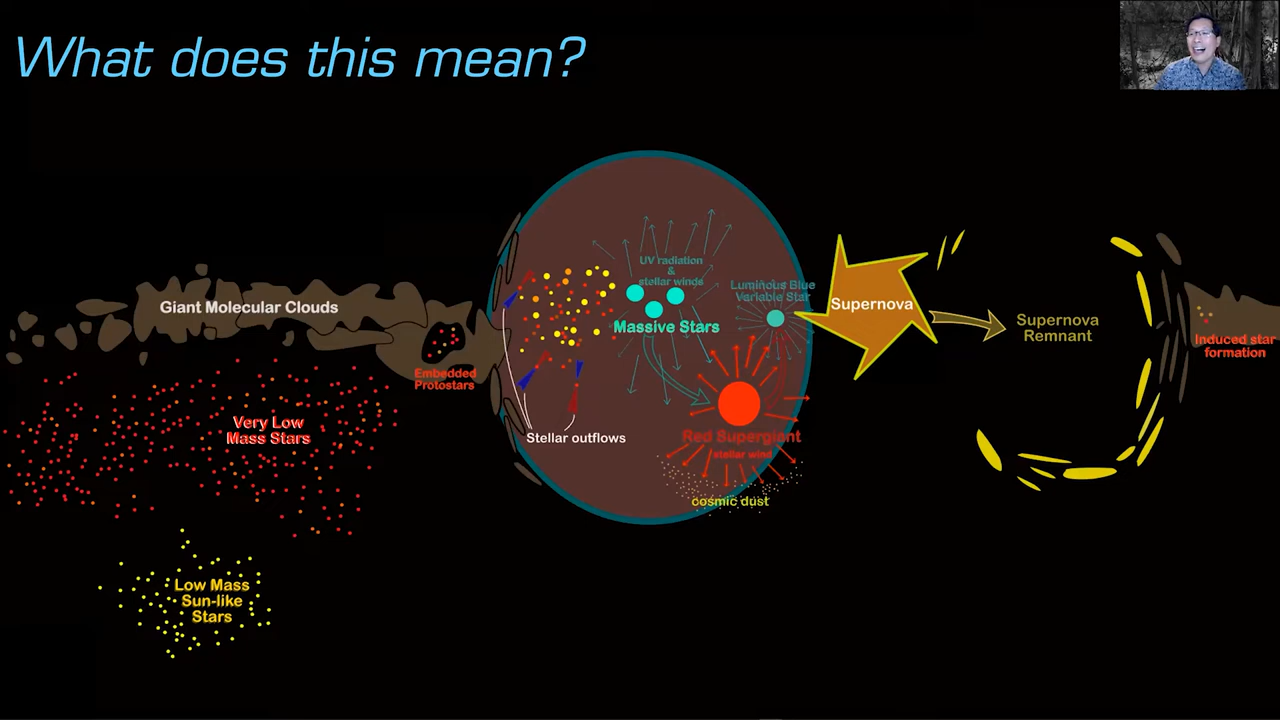 What does this mean?
Giant Molecular Clouds
Embedded
Protostars
Very Low
Mass Stars
Low Mass
Sun-like
Stars
Stellar outflows
UV radiation
&
stellar winds
Massive Stars
Luminous Blue
Variable Star
Red Supergiant
stellar wind
cosmic dust
Supernova
Supernova
Remnant
Induced star
formation